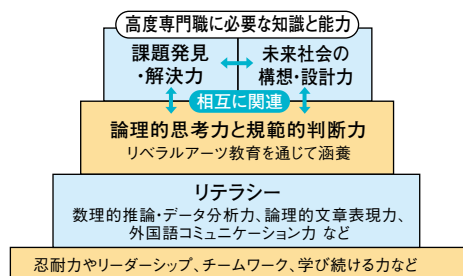 高度専門職に必要な知識と能力
課題発見
・解決力
未来社会の
構想・設計力
相互に関連
論理的思考力と規範的判断力
リベラルアーツ教育を通じて涵養
リテラシー
数理的推論・データ分析力、論理的文章表現力、
外国語コミュニケーション力 など
忍耐力やリーダーシップ、チームワーク、学び続ける力など